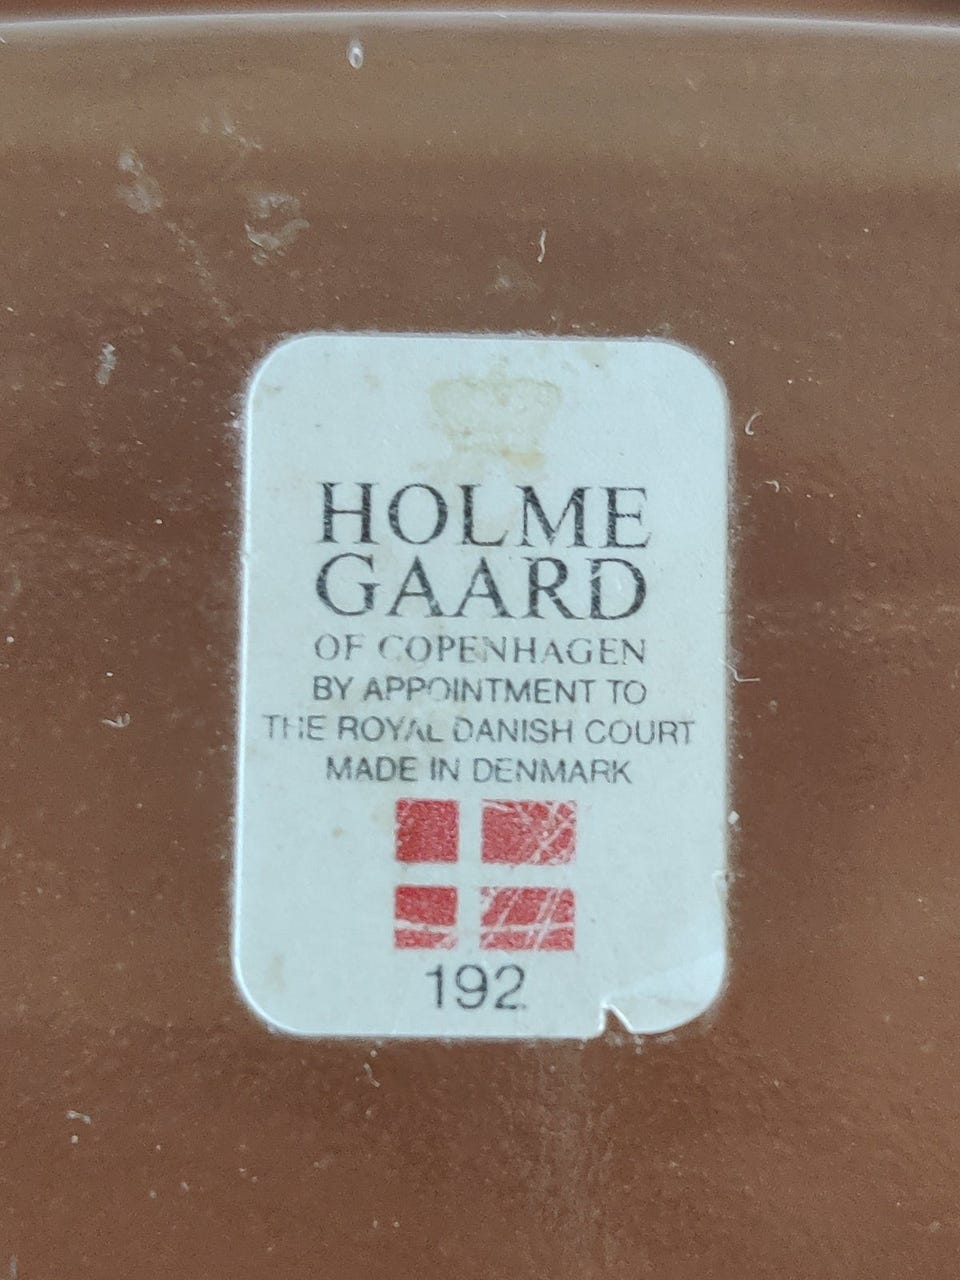 HOLME
GAARD
OF COPENHAGEN
BY APPOINTMENT TO
THE ROYAL DANISH COURT
MADE IN DENMARK
192